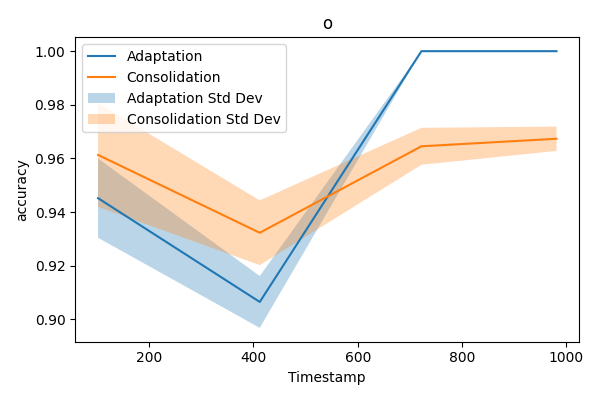 o
Adaptation
Consolidation
Adaptation Std Dev
Consolidation Std Dev
accuracy
1.00
0.98
0.96
0.94
0.92
0.90
200 400 600 800 1000
Timestamp